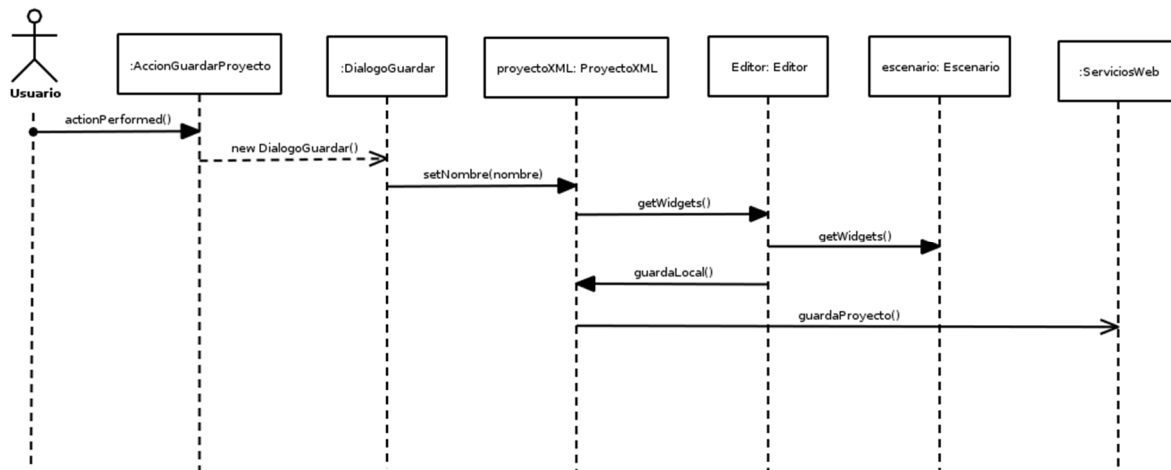 Usuario
:AccionGuardarProyecto
:DialogoGuardar
proyectoXML: ProyectoXML
Editor: Editor
escenario: Escenario
:ServiciosWeb
actionPerformed()
new DialogoGuardar()
setNombre(nombre)
getWidgets()
getWidgets()
guardaLocal()
guardaProyecto()